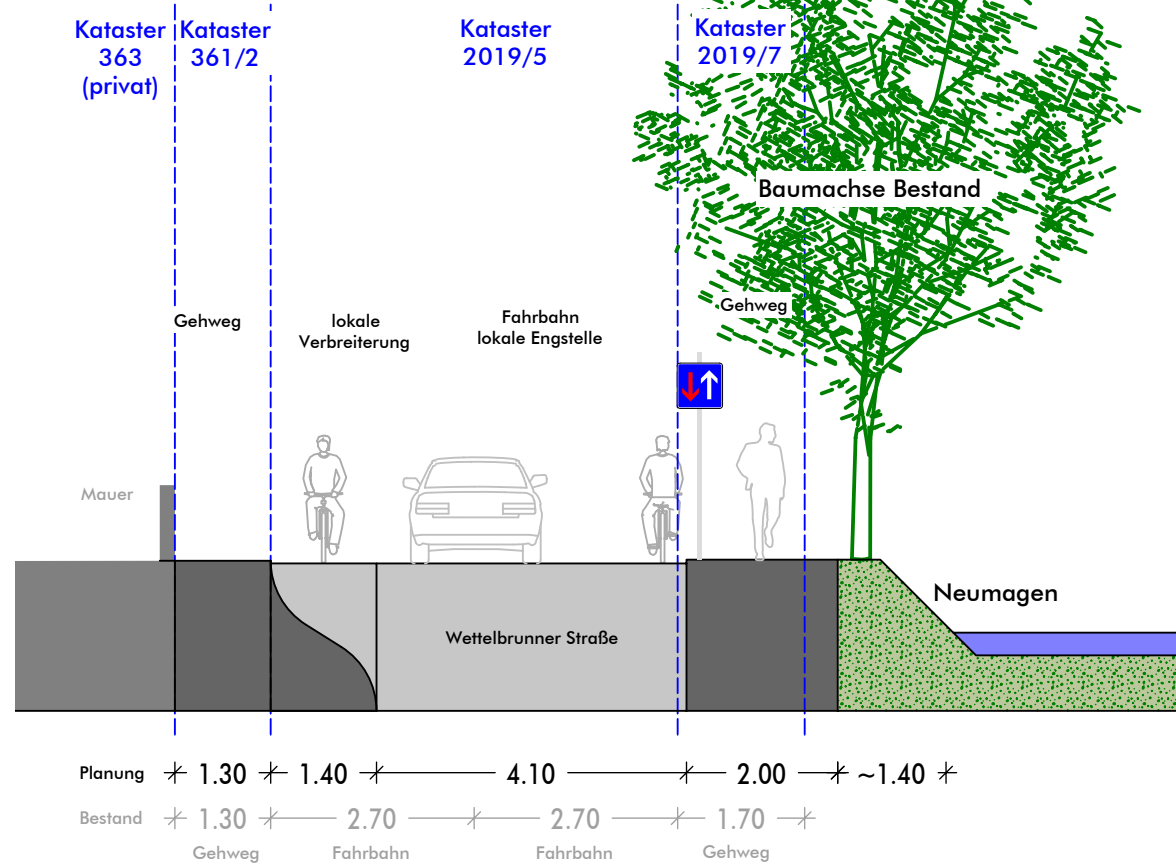 Kataster
363
(privat)
Kataster
361/2
Kataster
2019/5
Kataster
2019/7
Baumachse Bestand
Gehweg
lokale
Verbreiterung
Fahrbahn
lokale Engstelle
Gehweg
Mauer
Neumagen
Wettelbrunner Straße
Planung 1.30 1.40 4.10 2.00 ~1.40
Bestand 1.30 2.70 2.70 1.70
Gehweg Fahrbahn Fahrbahn Gehweg